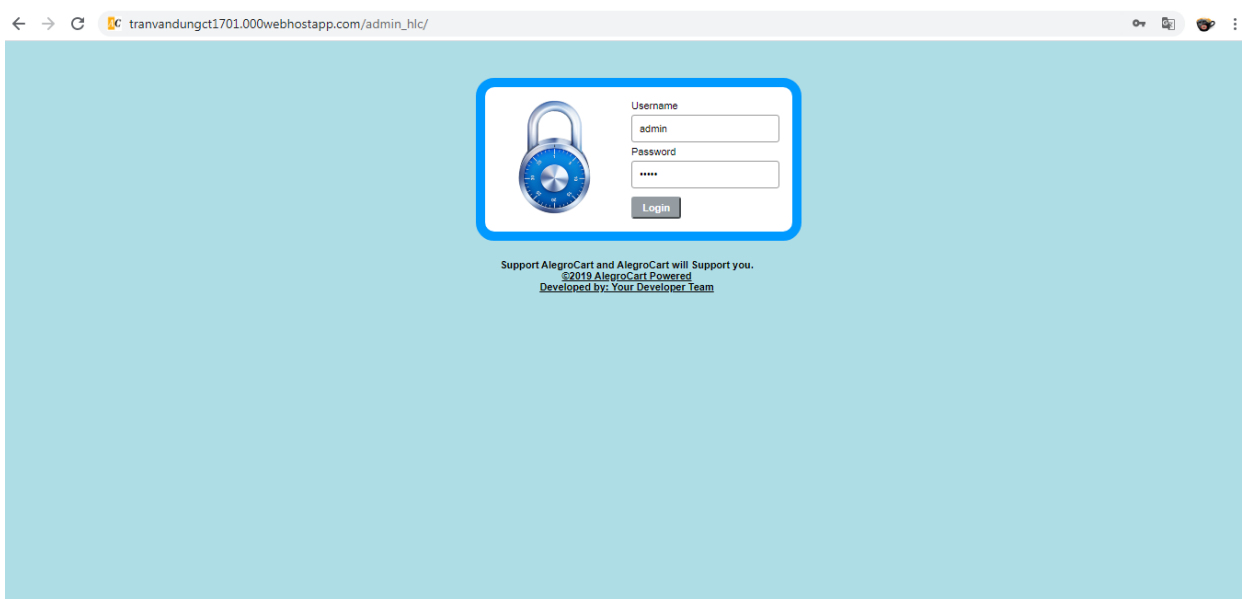 tranvandungct1701.000webhostapp.com/admin_hlc/
Username
admin
Password
•••••
Login
Support AlegroCart and AlegroCart will Support you.
©2019 AlegroCart Powered
Developed by: Your Developer Team